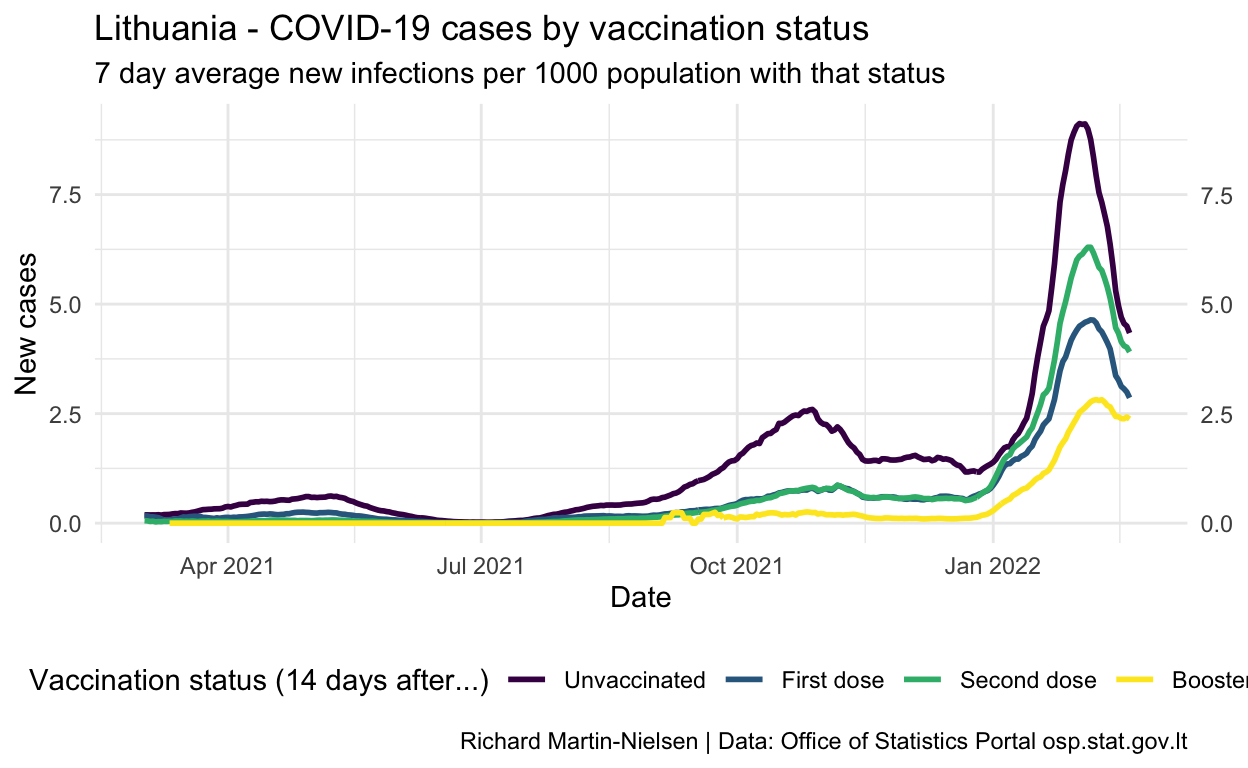 Lithuania - COVID-19 cases by vaccination status
7 day average new infections per 1000 population with that status
New cases
7.5 7.5
5.0 5.0
2.5 2.5
0.0 0.0
Apr 2021 Jul 2021 Oct 2021 Jan 2022
Date
Vaccination status (14 days after...) Unvaccinated First dose Second dose Booster
Richard Martin-Nielsen | Data: Office of Statistics Portal osp.stat.gov.lt